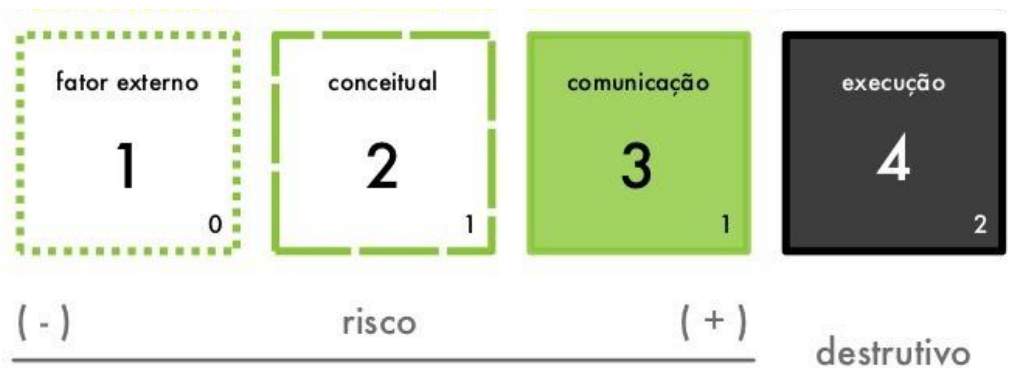 fator externo conceitual comunicação execução
1 2 3 4
0 1 1 2
( - ) risco ( + )
destrutivo